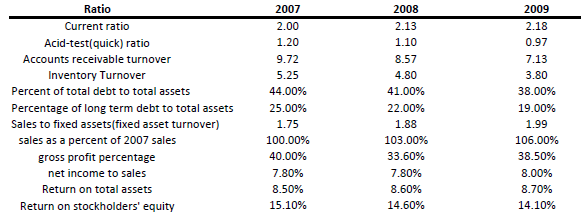 Ratio 2007 2008 2009
Current ratio 2.00 2.13 2.18
Acid-test(quick) ratio 1.20 1.10 0.97
Accounts receivable turnover 9.72 8.57 7.13
Inventory Turnover 5.25 4.80 3.80
Percent of total debt to total assets 44.00% 41.00% 38.00%
Percentage of long term debt to total assets 25.00% 22.00% 19.00%
Sales to fixed assets(fixed asset turnover) 1.75 1.88 1.99
sales as a percent of 2007 sales 100.00% 103.00% 106.00%
gross profit percentage 40.00% 33.60% 38.50%
net income to sales 7.80% 7.80% 8.00%
Return on total assets 8.50% 8.60% 8.70%
Return on stockholders' equity 15.10% 14.60% 14.10%